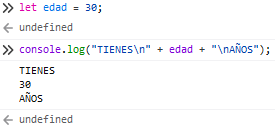 >> let edad = 30;
← undefined
>> console.log("TIENES\n" + edad + "\nAÑOS");
TIENES
30
AÑOS
← undefined